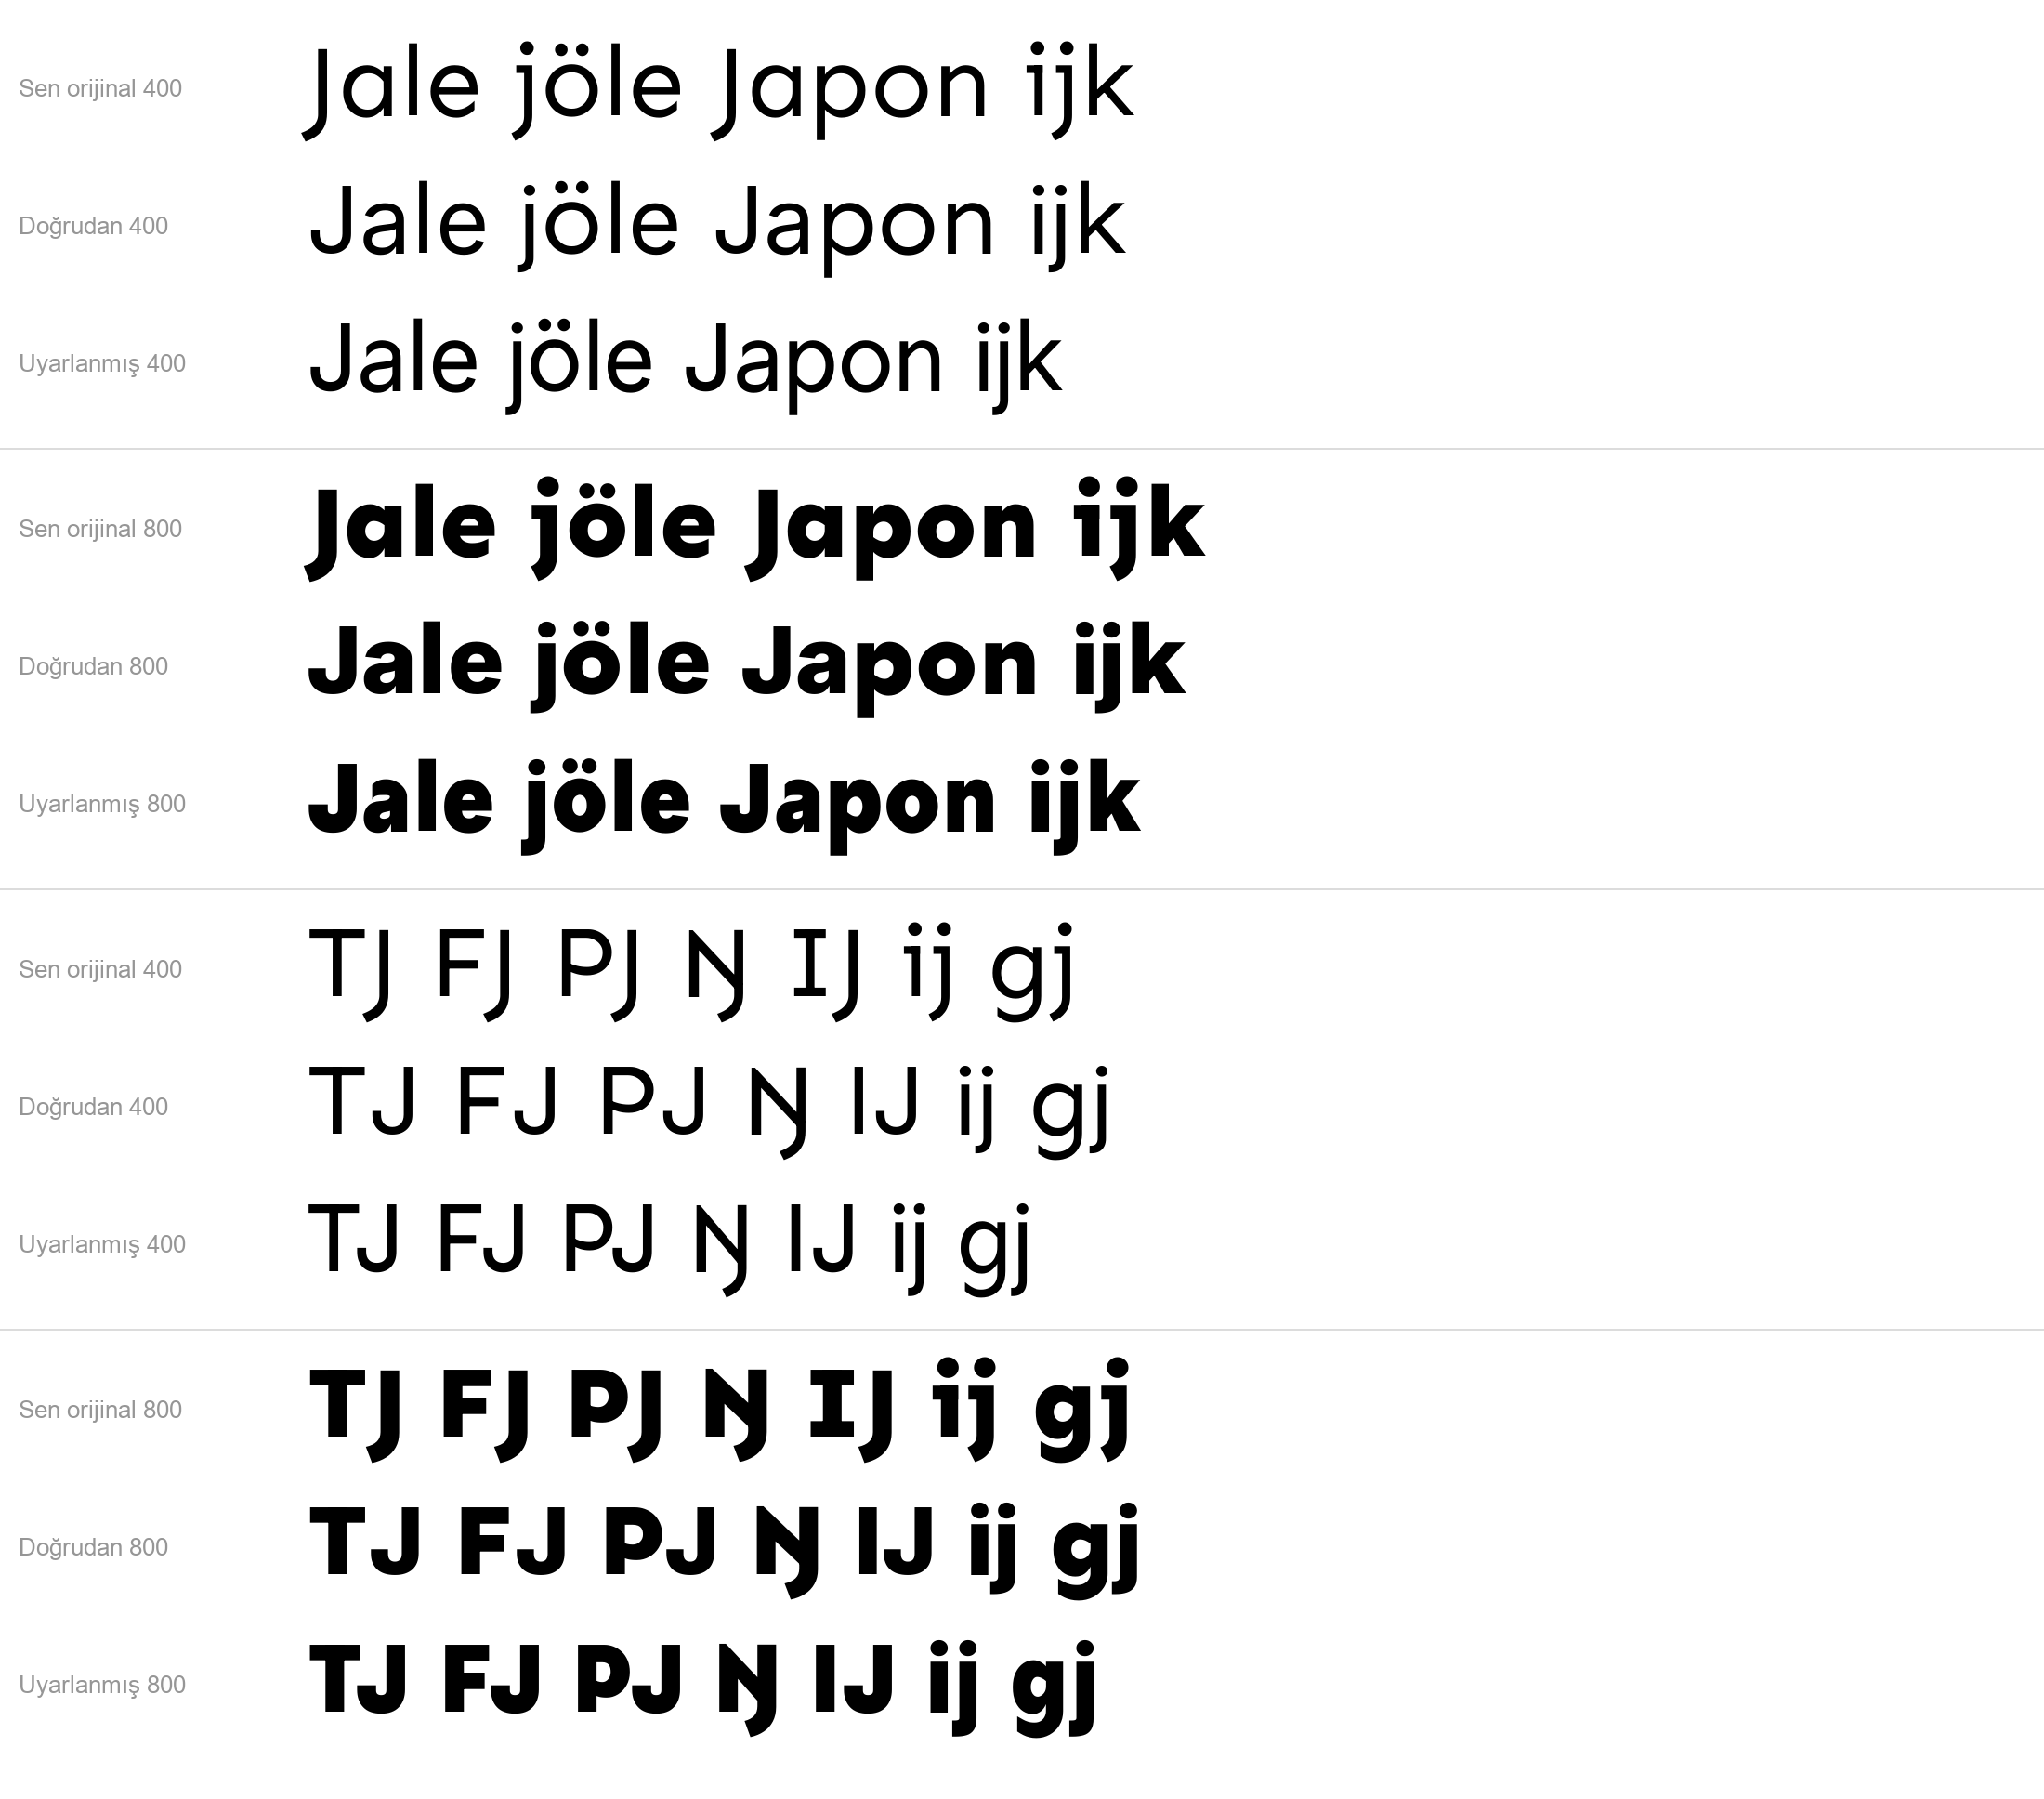 Sen orijinal 400 Jale jöle Japon ijk
Doğrudan 400 Jale jöle Japon ijk
Uyarlanmış 400 Jale jöle Japon ijk
Sen orijinal 800 Jale jöle Japon ijk
Doğrudan 800 Jale jöle Japon ijk
Uyarlanmış 800 Jale jöle Japon ijk
Sen orijinal 400 TJ FJ PJ Ŋ IJ ij gj
Doğrudan 400 TJ FJ PJ Ŋ IJ ij gj
Uyarlanmış 400 TJ FJ PJ Ŋ IJ ij gj
Sen orijinal 800 TJ FJ PJ Ŋ IJ ij gj
Doğrudan 800 TJ FJ PJ Ŋ IJ ij gj
Uyarlanmış 800 TJ FJ PJ Ŋ IJ ij gj